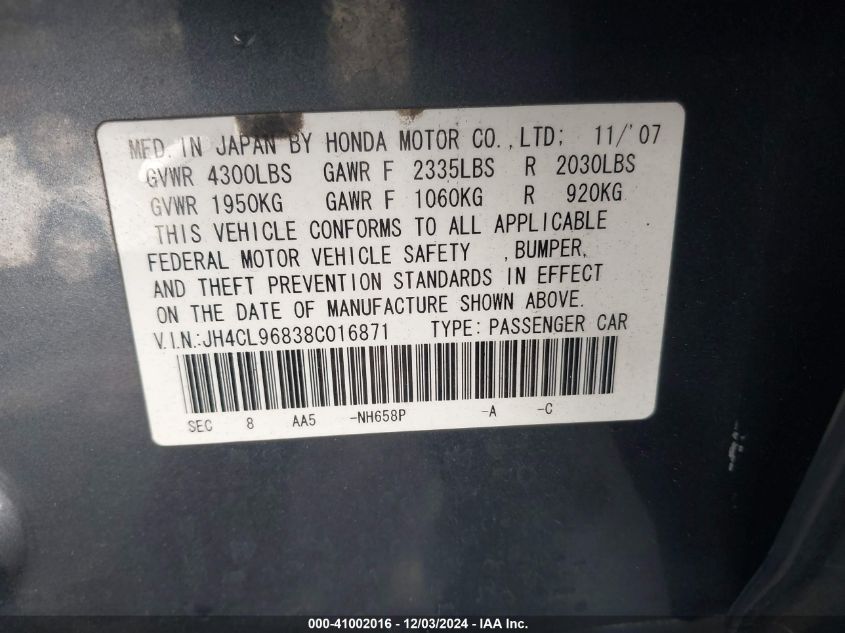 MFD. IN JAPAN BY HONDA MOTOR CO.,LTD; 11/'07
GVWR 4300LBS GAWR F 2335LBS R 2030LBS
GVWR 1950KG GAWR F 1060KG R 920KG
THIS VEHICLE CONFORMS TO ALL APPLICABLE
FEDERAL MOTOR VEHICLE SAFETY ,BUMPER,
AND THEFT PREVENTION STANDARDS IN EFFECT
ON THE DATE OF MANUFACTURE SHOWN ABOVE.
V.I.N.:JH4CL96838C016871 TYPE: PASSENGER CAR
SEC 8 AA5 -NH658P -A -C
000-41002016 - 12/03/2024 - IAA Inc.